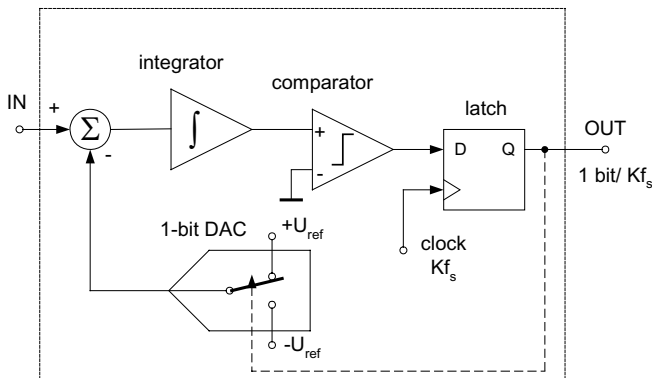 integrator
comparator
latch
IN
+
Σ
-
∫
+
-
D Q
OUT
1 bit/ Kfs
1-bit DAC
+Uref
clock
Kfs
-Uref